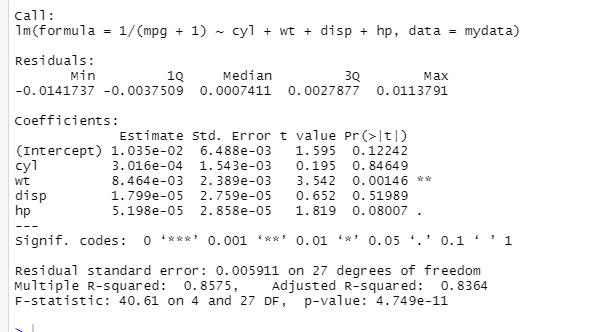 Call:
lm(formula = 1/(mpg + 1) ~ cyl + wt + disp + hp, data = mydata)
Residuals:
Min 1Q Median 3Q Max
-0.0141737 -0.0037509 0.0007411 0.0027877 0.0113791
Coefficients:
Estimate Std. Error t value Pr(>|t|)
(Intercept) 1.035e-02 6.488e-03 1.595 0.12242
cyl 3.016e-04 1.543e-03 0.195 0.84649
wt 8.464e-03 2.389e-03 3.542 0.00146 **
disp 1.799e-05 2.759e-05 0.652 0.51989
hp 5.198e-05 2.858e-05 1.819 0.08007 .
---
Signif. codes: 0 ‘***’ 0.001 ‘**’ 0.01 ‘*’ 0.05 ‘.’ 0.1 ‘ ’ 1
Residual standard error: 0.005911 on 27 degrees of freedom
Multiple R-squared: 0.8575, Adjusted R-squared: 0.8364
F-statistic: 40.61 on 4 and 27 DF, p-value: 4.749e-11
>